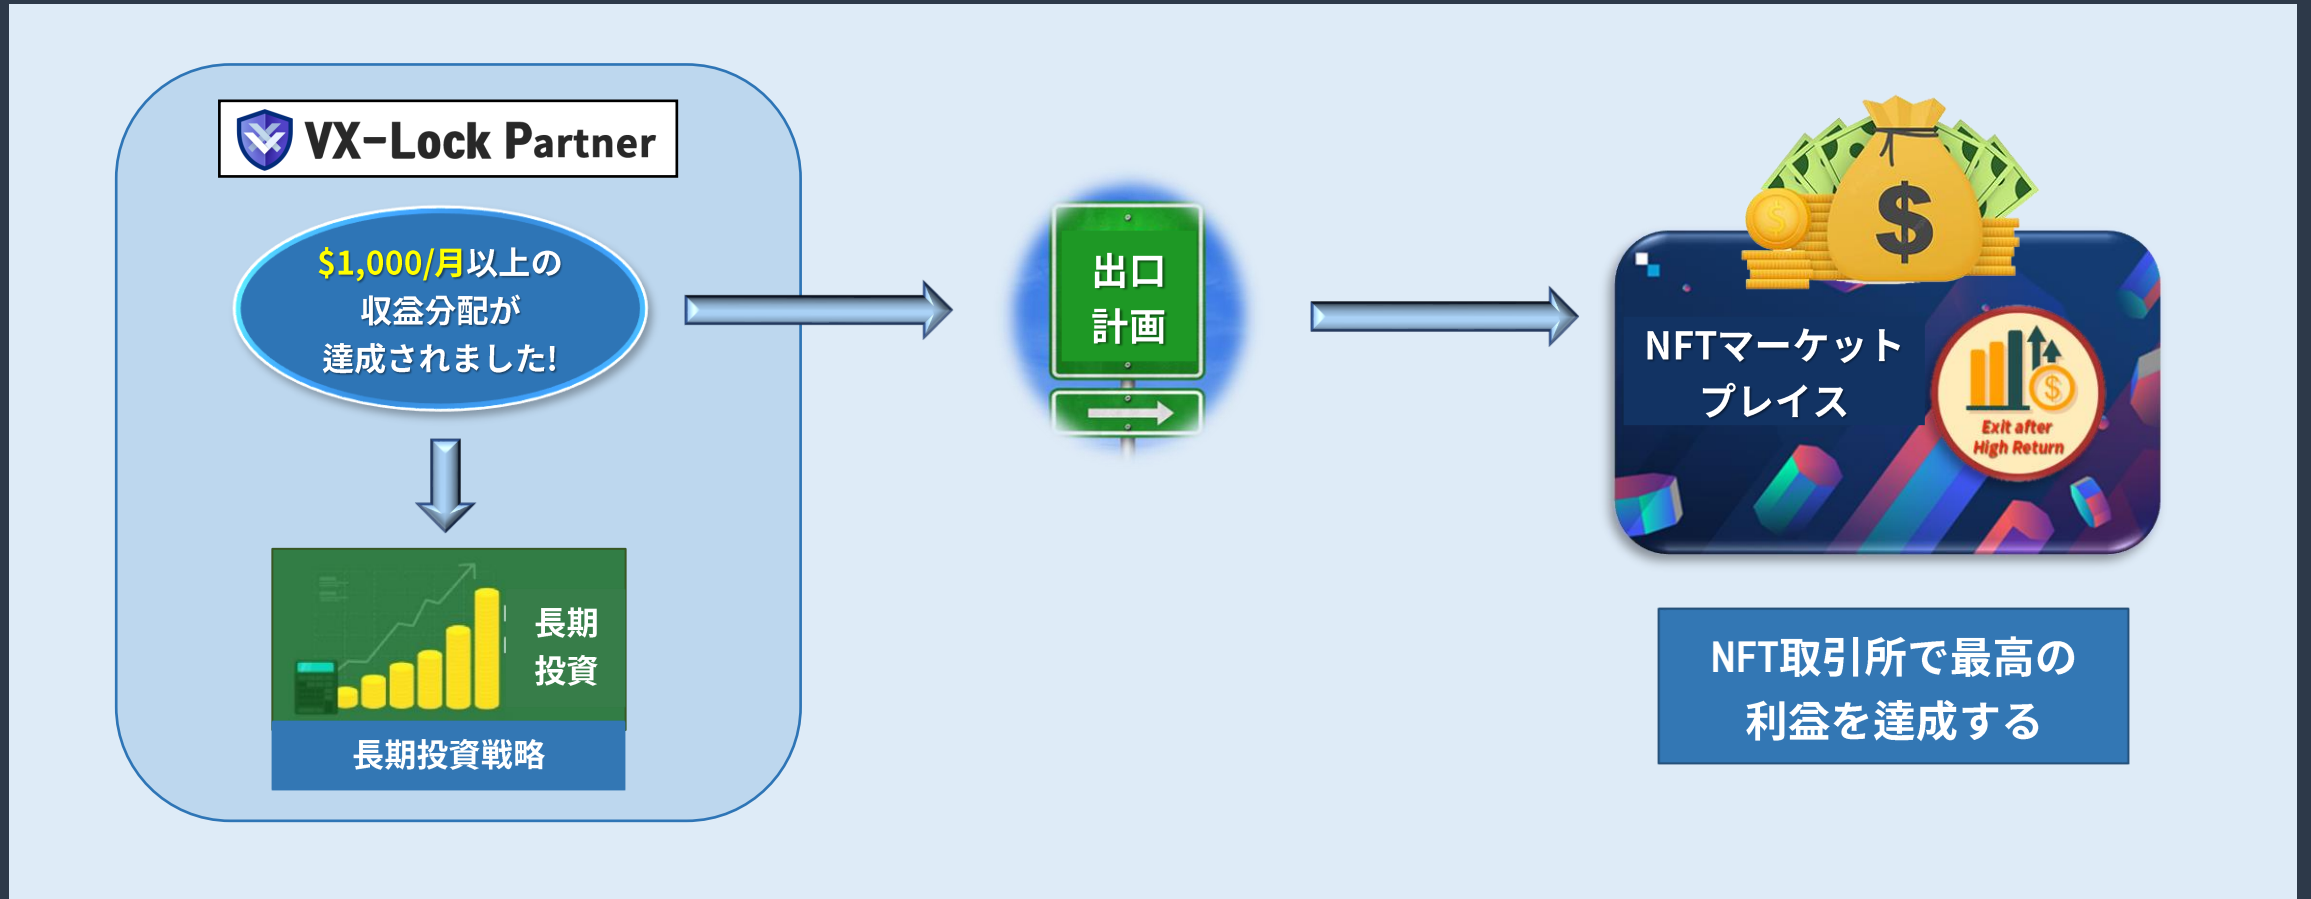 VX-Lock Partner
$1,000/月以上の
収益分配が
達成されました!
長期
投資
長期投資戦略
出口
計画
NFTマーケット
プレイス
$
$
$
Exit after
High Return
NFT取引所で最高の
利益を達成する